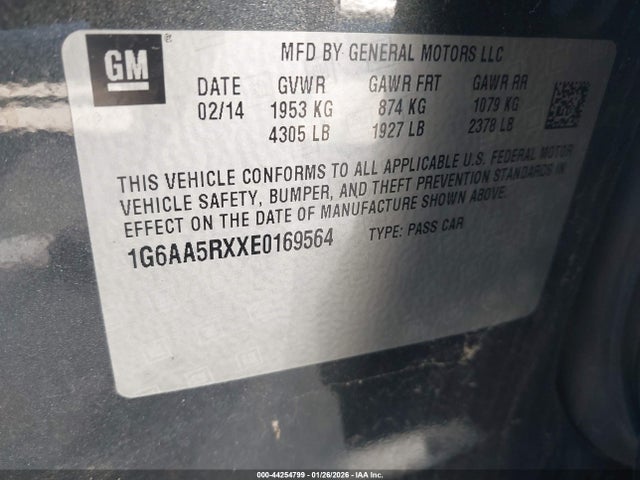 GM®
MFD BY GENERAL MOTORS LLC
DATE GVWR GAWR FRT GAWR RR
02/14 1953 KG 874 KG 1079 KG
4305 LB 1927 LB 2378 LB
THIS VEHICLE CONFORMS TO ALL APPLICABLE U.S. FEDERAL MOTOR
VEHICLE SAFETY, BUMPER, AND THEFT PREVENTION STANDARDS IN
EFFECT ON THE DATE OF MANUFACTURE SHOWN ABOVE.
1G6AA5RXXE0169564 TYPE: PASS CAR
000-44254799 | 01/26/2026 - IAA Inc.